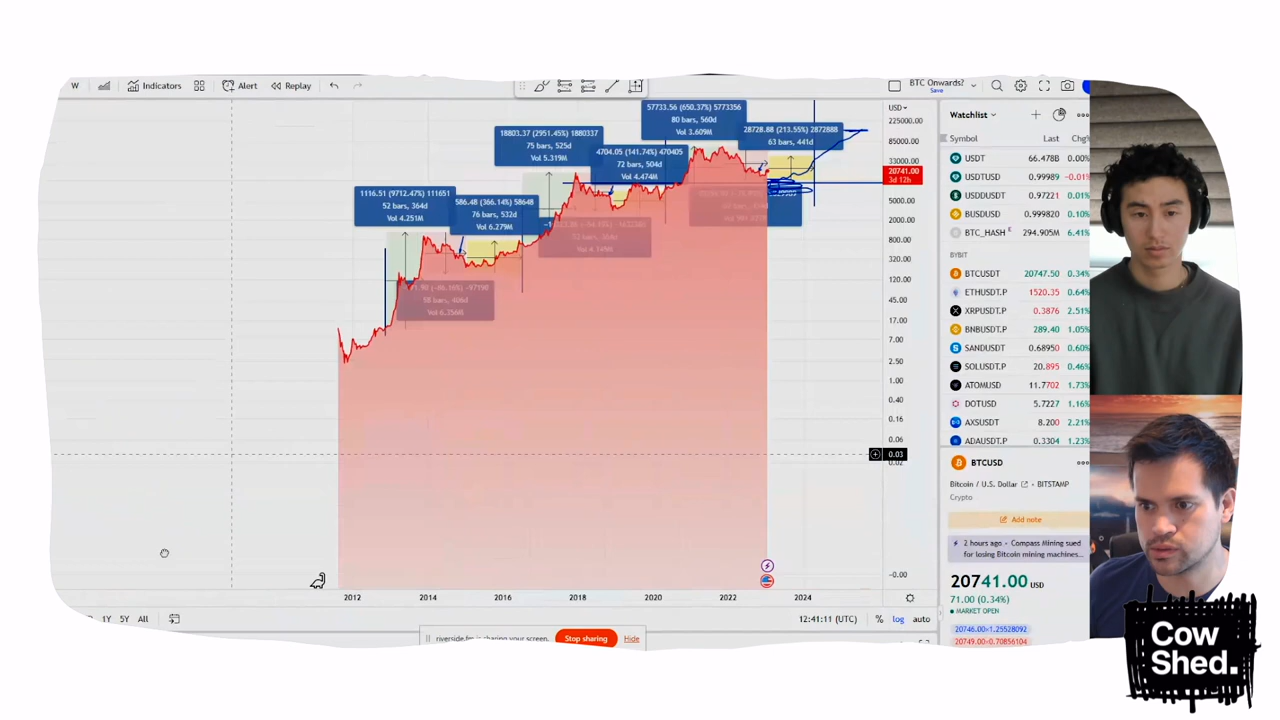 W
Indicators
Alert
Replay
BTC Onwards?
Save
1116.51 (9712.47%) 111651
52 bars, 364d
Vol 4.251M
586.48 (366.14%) 58648
76 bars, 532d
Vol 6.279M
18803.37 (2951.45%) 1880337
75 bars, 525d
Vol 5.319M
4704.05 (141.74%) 470405
72 bars, 504d
Vol 4.474M
57733.56 (650.37%) 5773356
80 bars, 560d
Vol 3.609M
28728.88 (213.55%) 2872888
63 bars, 441d
58 bars, 406d
USD
225000.00
85000.00
33000.00
20741.00
3d 12h
5000.00
2000.00
800.00
320.00
120.00
45.00
17.00
7.00
2.50
1.00
0.40
0.16
0.06
0.03
0.02
−0.00
2012
2014
2016
2018
2020
2022
2024
1Y 5Y All
12:41:11 (UTC)
% log auto
riverside.fm is sharing your screen.
Stop sharing
Hide
Watchlist
Symbol Last Chg%
USDT 66.478B 0.00%
USDTUSD 0.99989 −0.01%
USDDUSDT 0.97221 0.01%
BUSDUSD 0.999820 0.10%
BTC_HASH E 294.905M 6.41%
BYBIT
BTCUSDT 20747.50 0.34%
ETHUSDT.P 1520.35 0.64%
XRPUSDT.P 0.3876 2.51%
BNBUSDT.P 289.40 1.05%
SANDUSDT 0.68950 0.60%
SOLUSDT.P 20.895 0.46%
ATOMUSD 11.7702 1.73%
DOTUSD 5.7227 1.16%
AXSUSDT 8.200 2.21%
ADAUSDT.P 0.3304 1.23%
BTCUSD
Bitcoin / U.S. Dollar • BITSTAMP
Crypto
Add note
2 hours ago • Compass Mining sued
for losing Bitcoin mining machines...
20741.00 USD
71.00 (0.34%)
MARKET OPEN
20746.00×1.25528092
20749.00×0.70856104
Cow
Shed.